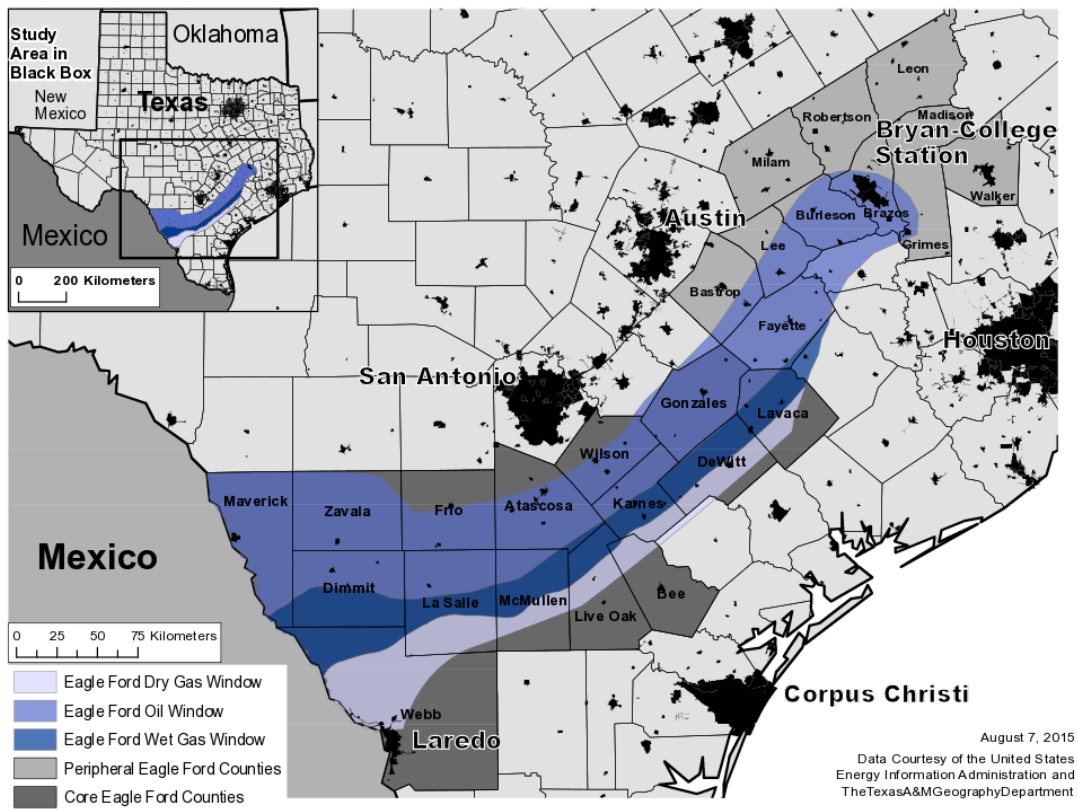 Study
Area in
Black Box
Oklahoma
New
Mexico
Texas
Mexico
0 200 Kilometers
Leon
Robertson
Madison
Bryan-College
Station
Milam
Walker
Austin
Burleson
Brazos
Lee
Grimes
Bastrop
Fayette
Houston
San Antonio
Gonzales
Lavaca
Wilson
DeWitt
Maverick
Zavala
Frio
Atascosa
Karnes
Mexico
Dimmit
La Salle
McMullen
Live Oak
Bee
0 25 50 75 Kilometers
Eagle Ford Dry Gas Window
Eagle Ford Oil Window
Eagle Ford Wet Gas Window
Peripheral Eagle Ford Counties
Core Eagle Ford Counties
Webb
Laredo
Corpus Christi
August 7, 2015
Data Courtesy of the United States
Energy Information Administration and
TheTexasA&MGeographyDepartment